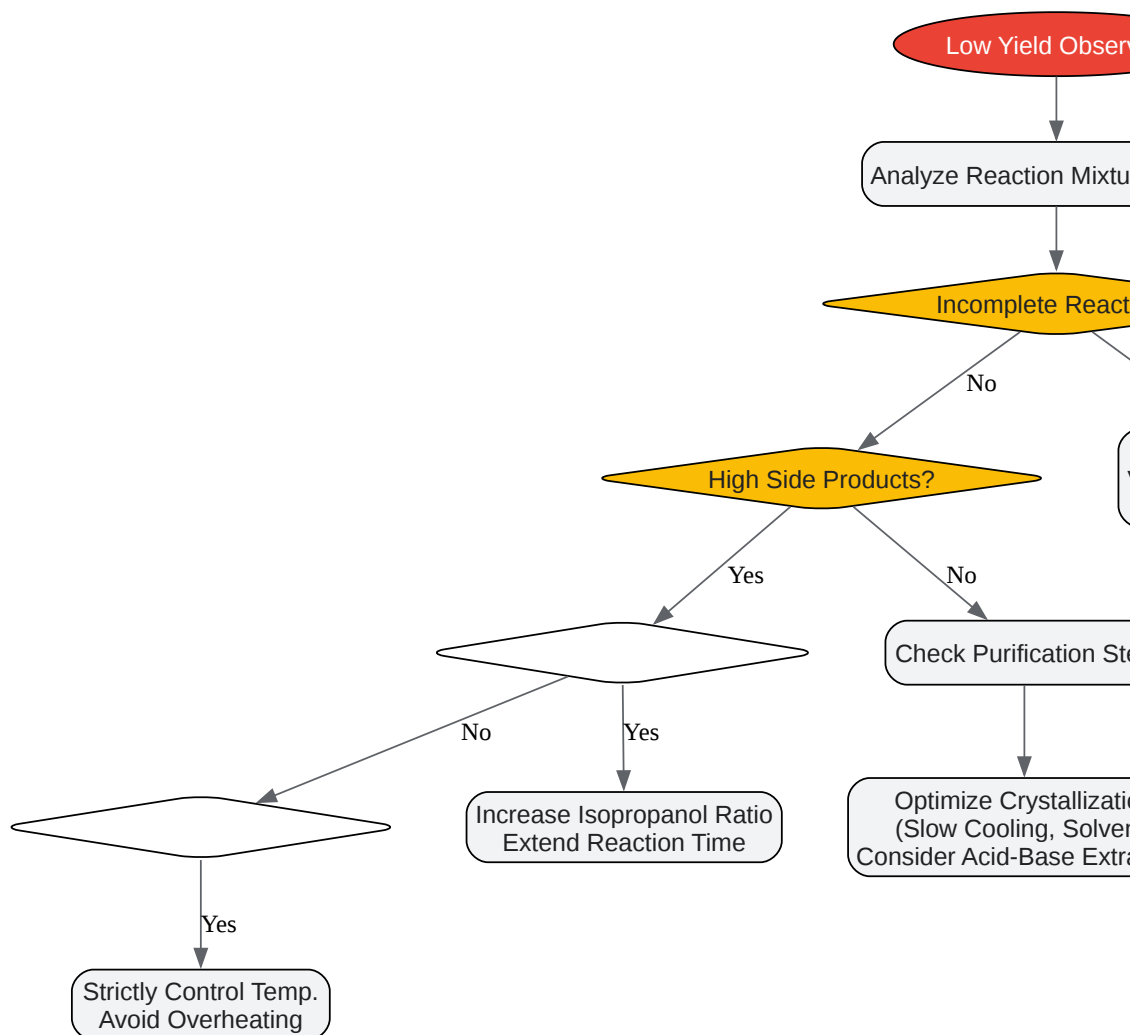 Low Yield Observ
Analyze Reaction Mixtu
Incomplete React
No
High Side Products?
Yes
No
Check Purification Ste
No
Yes
Increase Isopropanol Ratio
Extend Reaction Time
Optimize Crystallizatio
(Slow Cooling, Solven
Consider Acid-Base Extra
Yes
Strictly Control Temp.
Avoid Overheating